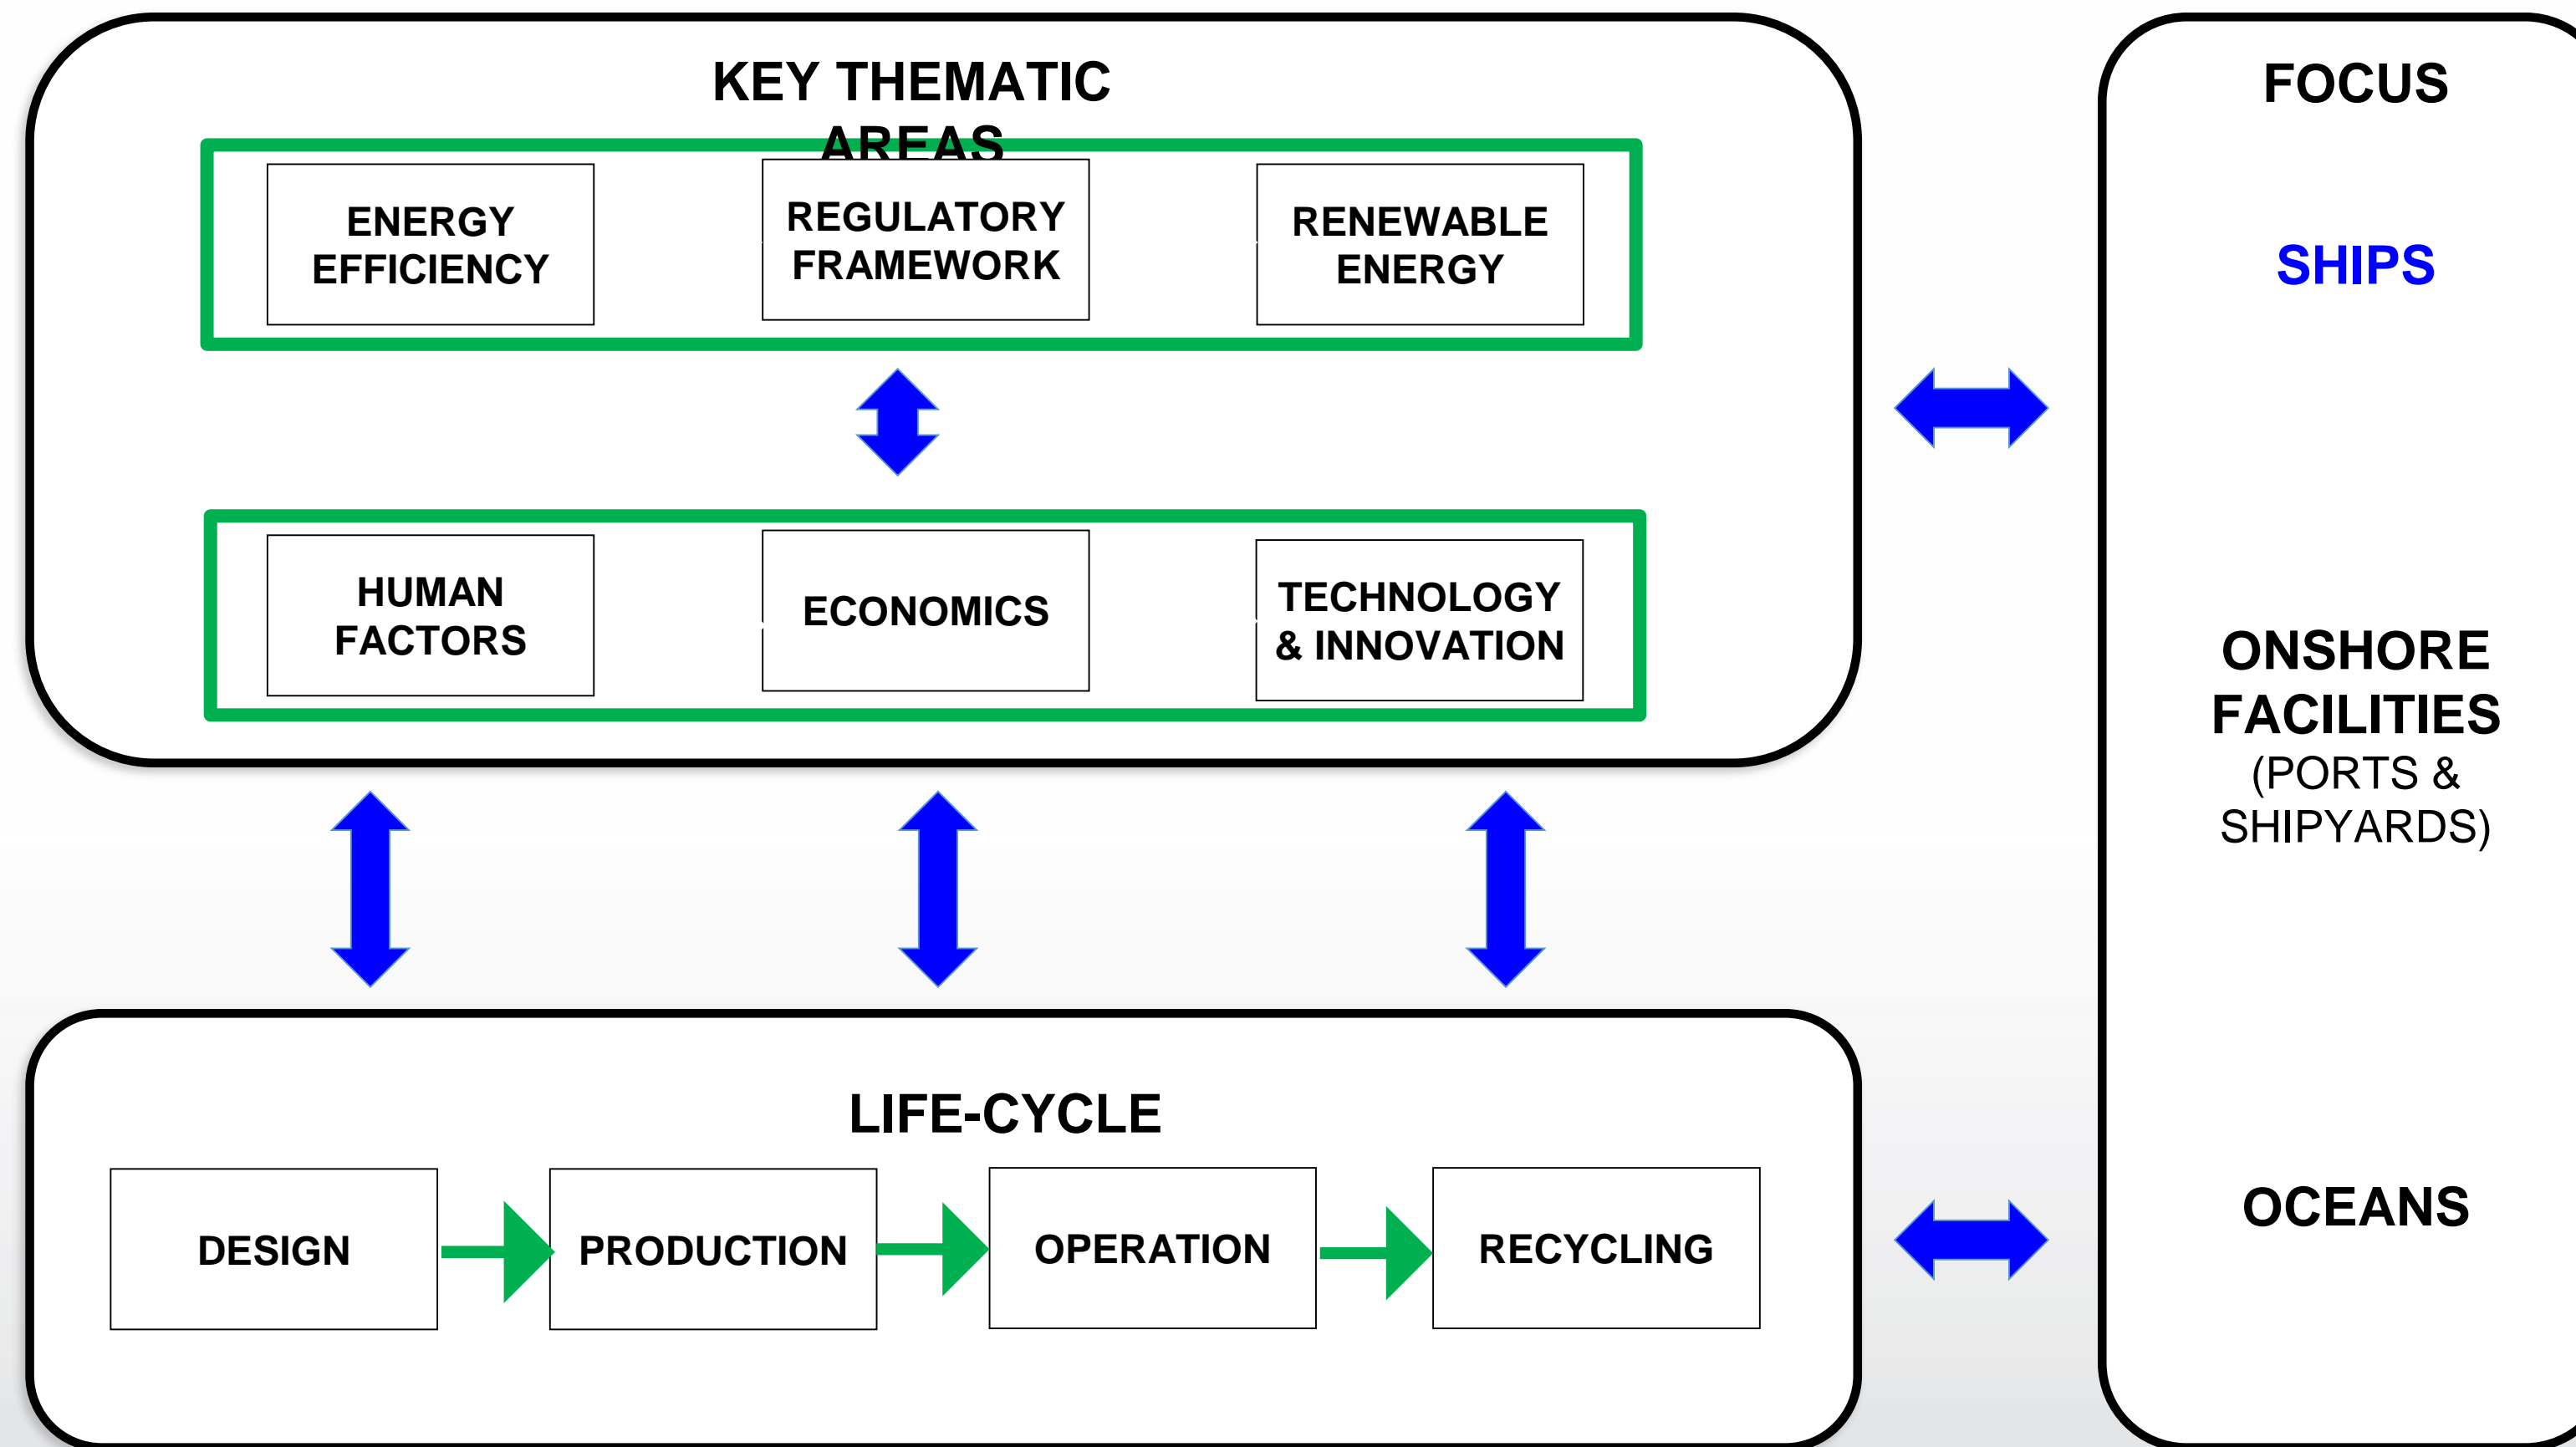 KEY THEMATIC
AREAS
ENERGY
EFFICIENCY
REGULATORY
FRAMEWORK
RENEWABLE
ENERGY
HUMAN
FACTORS
ECONOMICS
TECHNOLOGY
& INNOVATION
LIFE-CYCLE
DESIGN
PRODUCTION
OPERATION
RECYCLING
FOCUS
SHIPS
ONSHORE
FACILITIES
(PORTS &
SHIPYARDS)
OCEANS